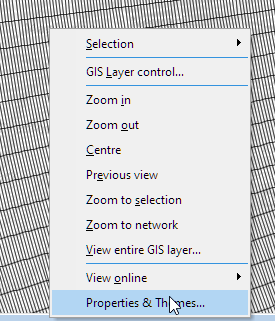 Selection
GIS Layer control...
Zoom in
Zoom out
Centre
Previous view
Zoom to selection
Zoom to network
View entire GIS layer...
View online
Properties & Themes...